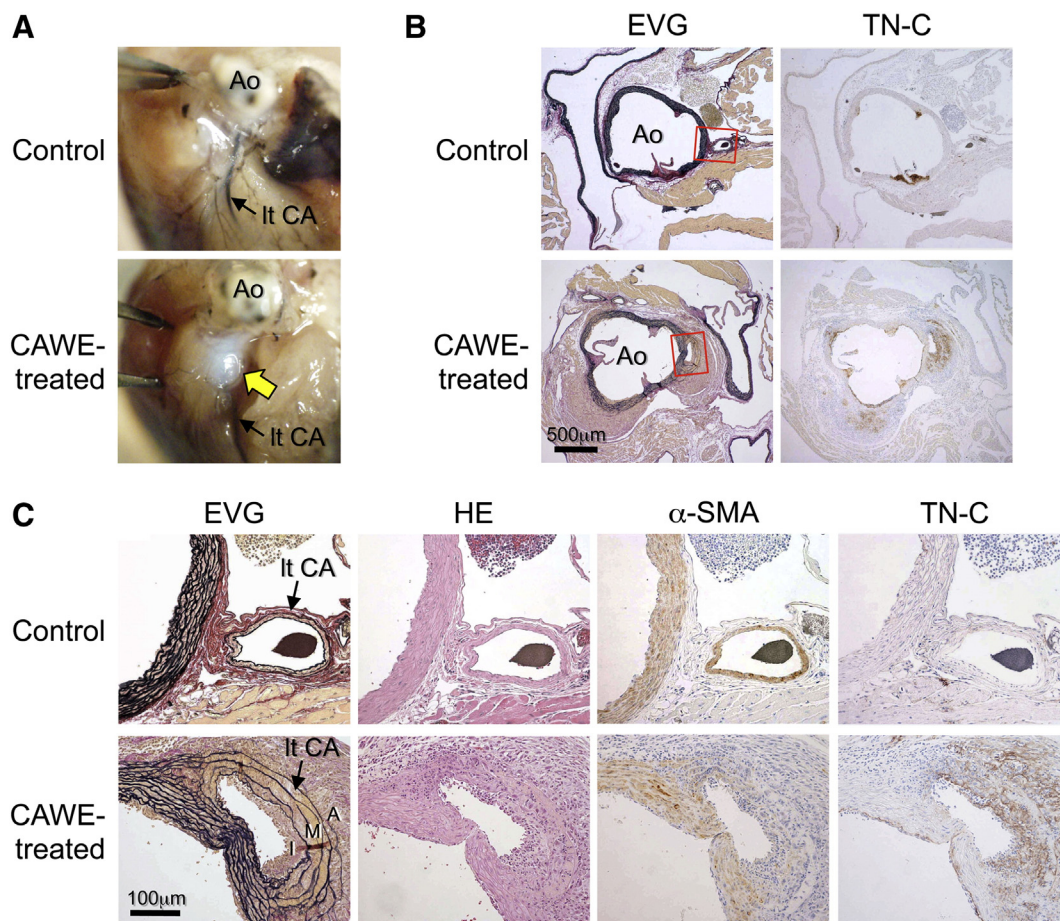 A
Control
Ao
lt CA
CAWE-
treated
Ao
lt CA
B
EVG
TN-C
Control
Ao
CAWE-
treated
Ao
500μm
C
EVG
HE
α-SMA
TN-C
Control
lt CA
CAWE-
treated
lt CA
A
M
I
100μm